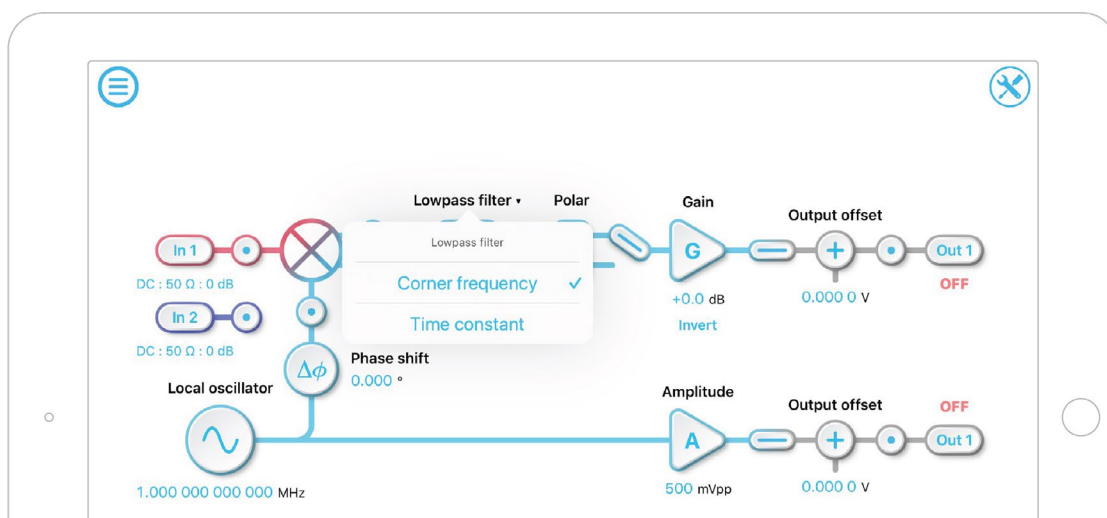 Lowpass filter ▾
Polar
Gain
Output offset
Lowpass filter
In 1
G
+
Out 1
DC : 50 Ω : 0 dB
Corner frequency ✓
+0.0 dB
0.000 0 V
OFF
In 2
Time constant
Invert
DC : 50 Ω : 0 dB
Δϕ
Phase shift
0.000 °
Local oscillator
Amplitude
Output offset
OFF
A
+
Out 1
1.000 000 000 000 MHz
500 mVpp
0.000 0 V